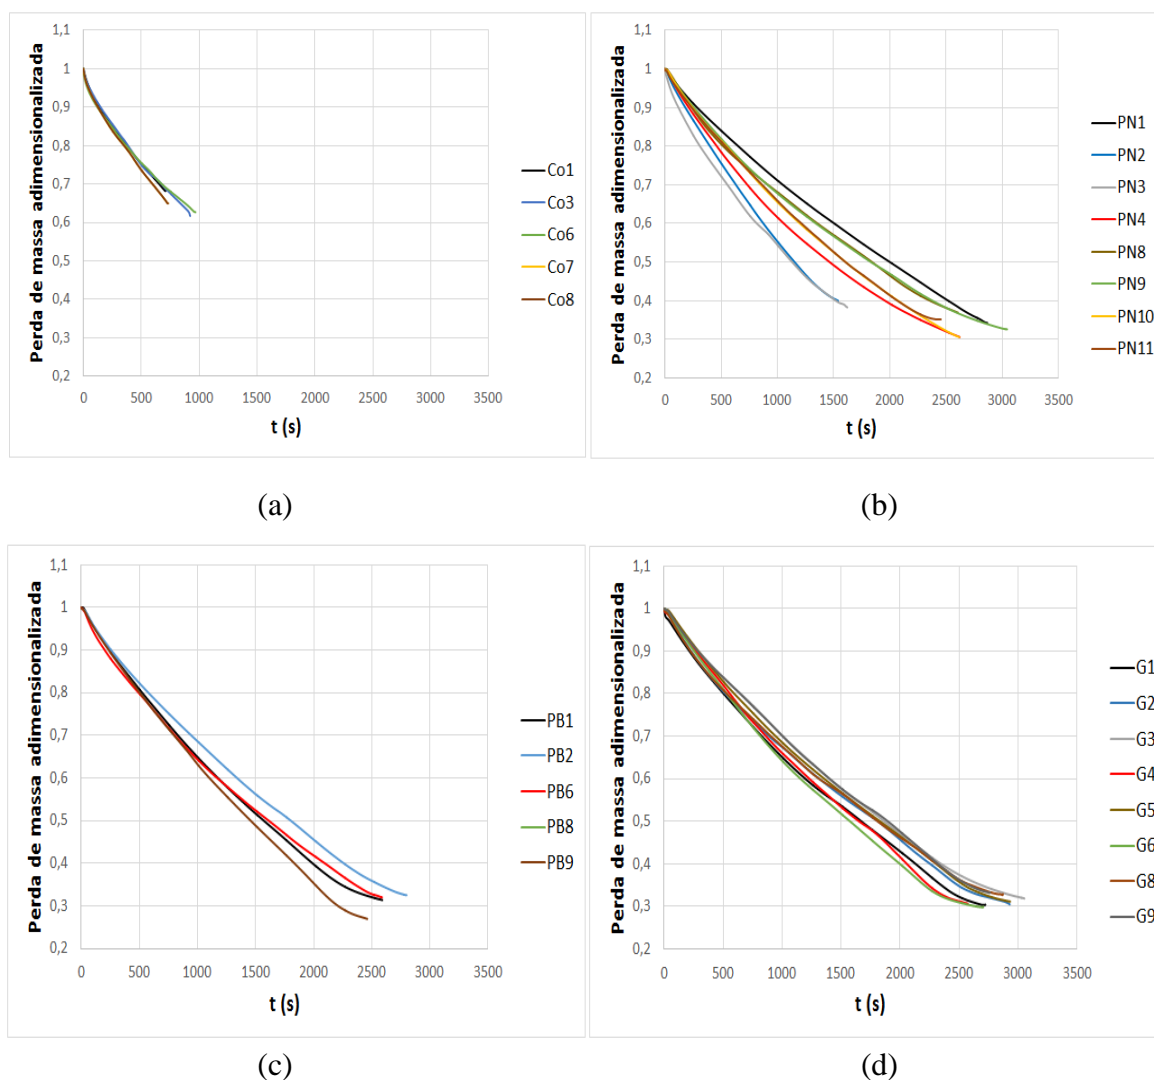 Perda de massa adimensionalizada
1,1
1
0,9
0,8
0,7
0,6
0,5
0,4
0,3
0,2
0 500 1000 1500 2000 2500 3000 3500
t (s)
Co1
Co3
Co6
Co7
Co8
(a)
Perda de massa adimensionalizada
1,1
1
0,9
0,8
0,7
0,6
0,5
0,4
0,3
0,2
0 500 1000 1500 2000 2500 3000 3500
t (s)
PN1
PN2
PN3
PN4
PN8
PN9
PN10
PN11
(b)
Perda de massa adimensionalizada
1,1
1
0,9
0,8
0,7
0,6
0,5
0,4
0,3
0,2
0 500 1000 1500 2000 2500 3000 3500
t (s)
PB1
PB2
PB6
PB8
PB9
(c)
Perda de massa adimensionalizada
1,1
1
0,9
0,8
0,7
0,6
0,5
0,4
0,3
0,2
0 500 1000 1500 2000 2500 3000 3500
t (s)
G1
G2
G3
G4
G5
G6
G8
G9
(d)